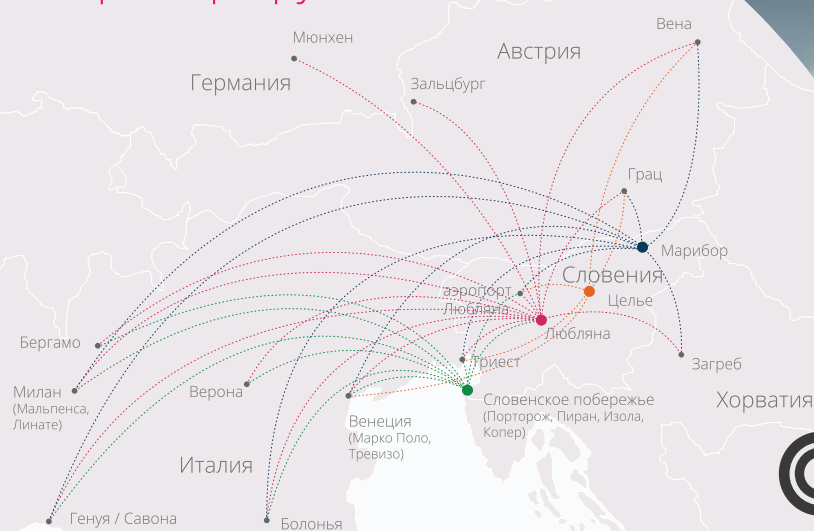 Вена
Мюнхен
Австрия
Германия
Зальцбург
Грац
Марибор
Словения
аэропорт
Любляна
Целье
Любляна
Бергамо
Триест
Загреб
Милан
(Мальпенса,
Линате)
Верона
Словенское побережье
(Порторож, Пиран, Изола,
Копер)
Хорватия
Венеция
(Марко Поло,
Тревизо)
Италия
Генуя / Савона
Болонья